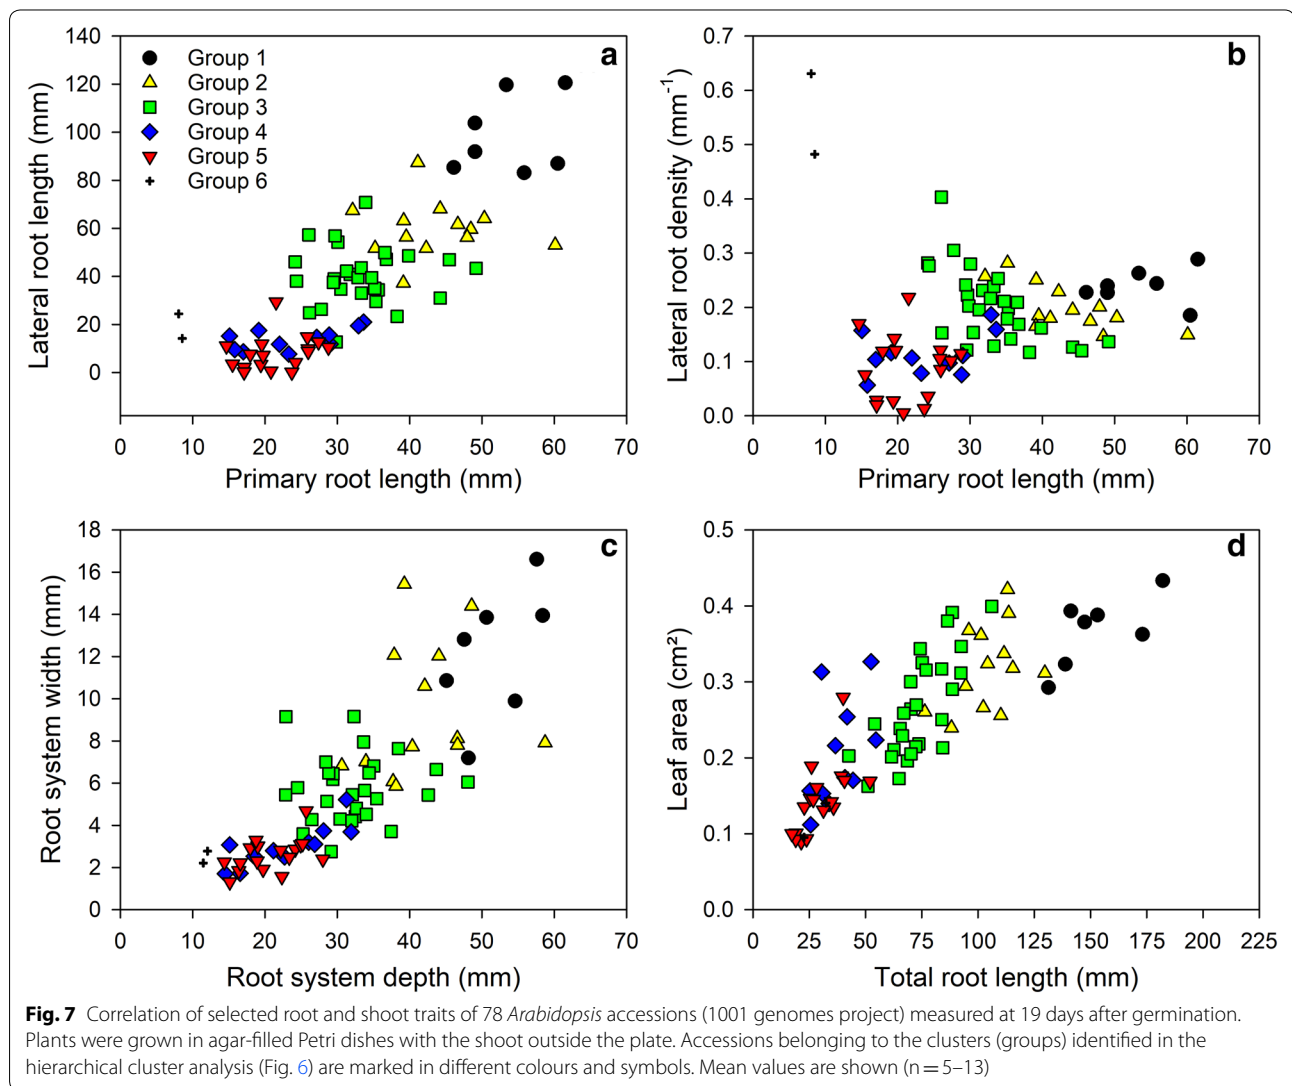 a
140
120
100
80
60
40
20
0
Lateral root length (mm)
Group 1
Group 2
Group 3
Group 4
Group 5
Group 6
0 10 20 30 40 50 60 70
Primary root length (mm)
b
0.7
0.6
0.5
0.4
0.3
0.2
0.1
0.0
Lateral root density (mm⁻¹)
0 10 20 30 40 50 60 70
Primary root length (mm)
c
18
16
14
12
10
8
6
4
2
0
Root system width (mm)
0 10 20 30 40 50 60 70
Root system depth (mm)
d
0.5
0.4
0.3
0.2
0.1
0.0
Leaf area (cm²)
0 25 50 75 100 125 150 175 200 225
Total root length (mm)
Fig. 7 Correlation of selected root and shoot traits of 78 Arabidopsis accessions (1001 genomes project) measured at 19 days after germination.
Plants were grown in agar-filled Petri dishes with the shoot outside the plate. Accessions belonging to the clusters (groups) identified in the
hierarchical cluster analysis (Fig. 6) are marked in different colours and symbols. Mean values are shown (n = 5–13)